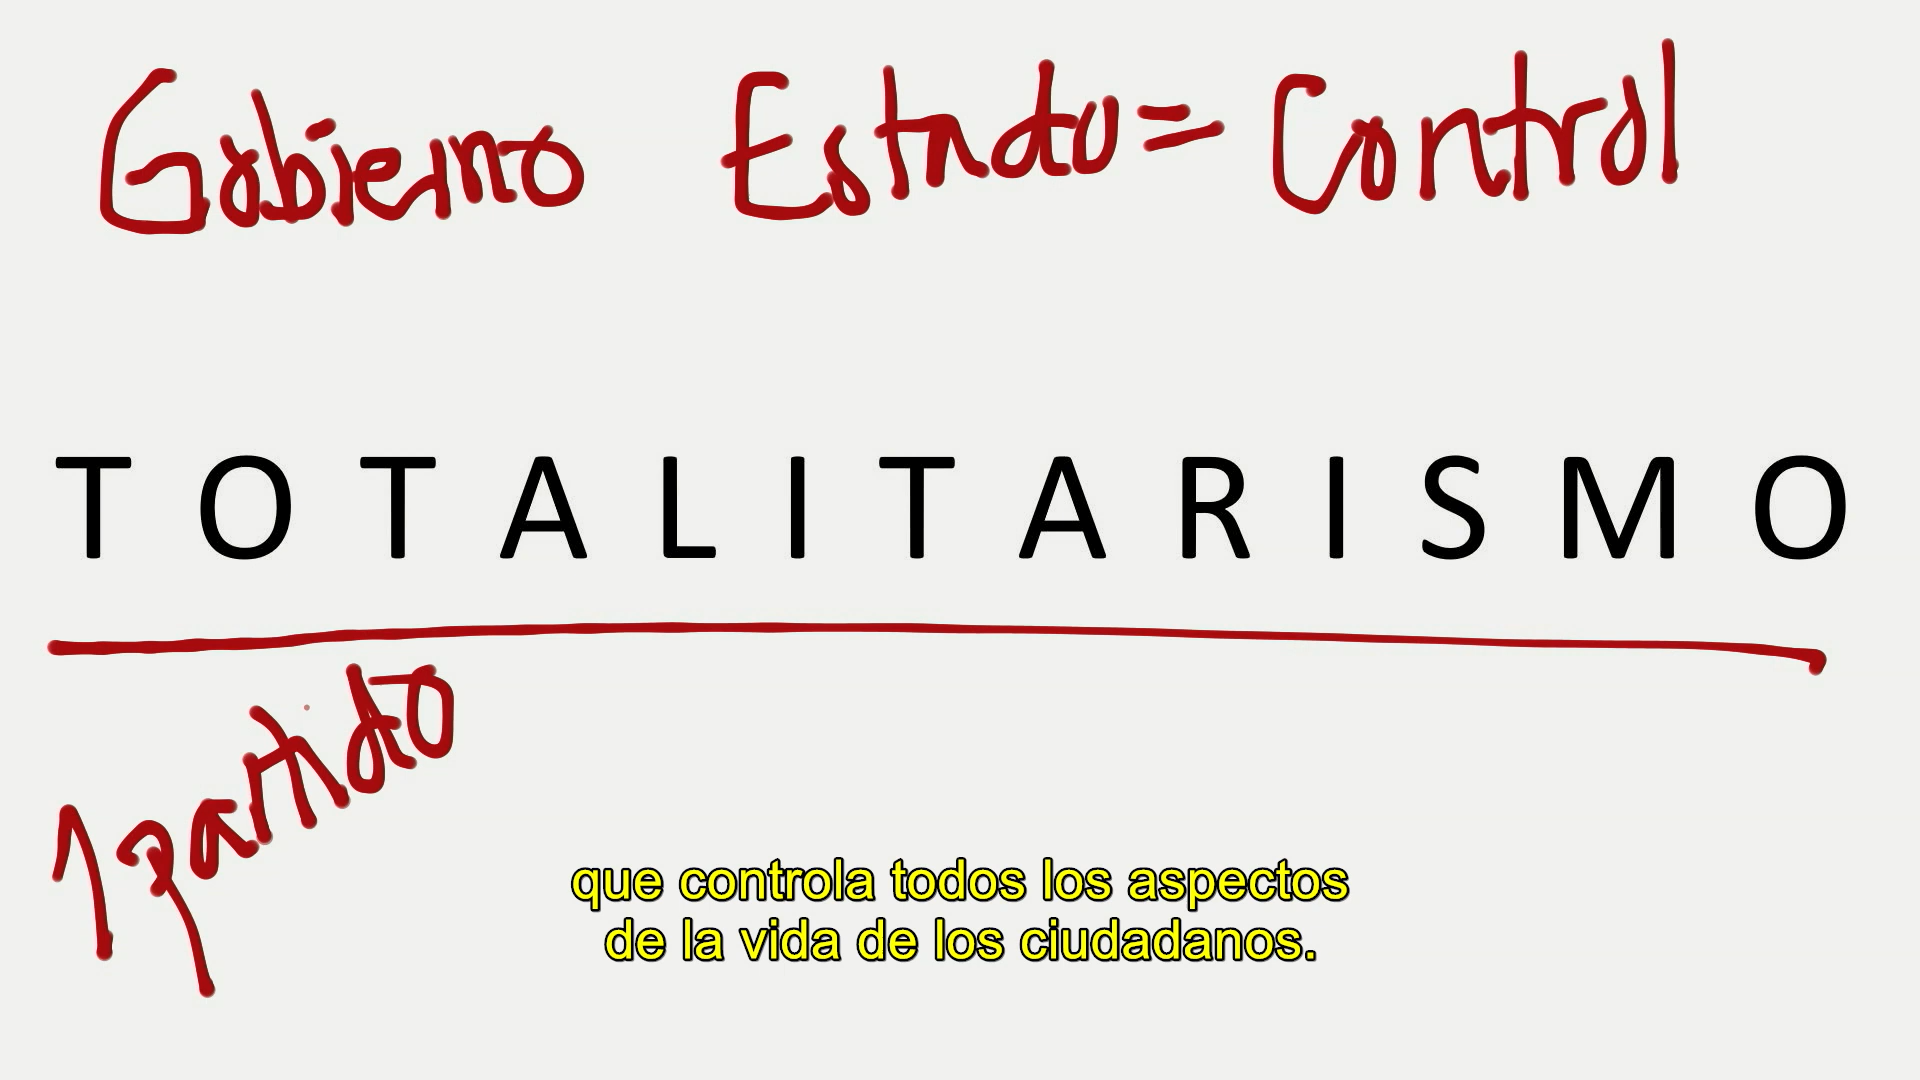 Gobierno Estado = Control
TOTALITARISMO
1 partido
que controla todos los aspectos
de la vida de los ciudadanos.